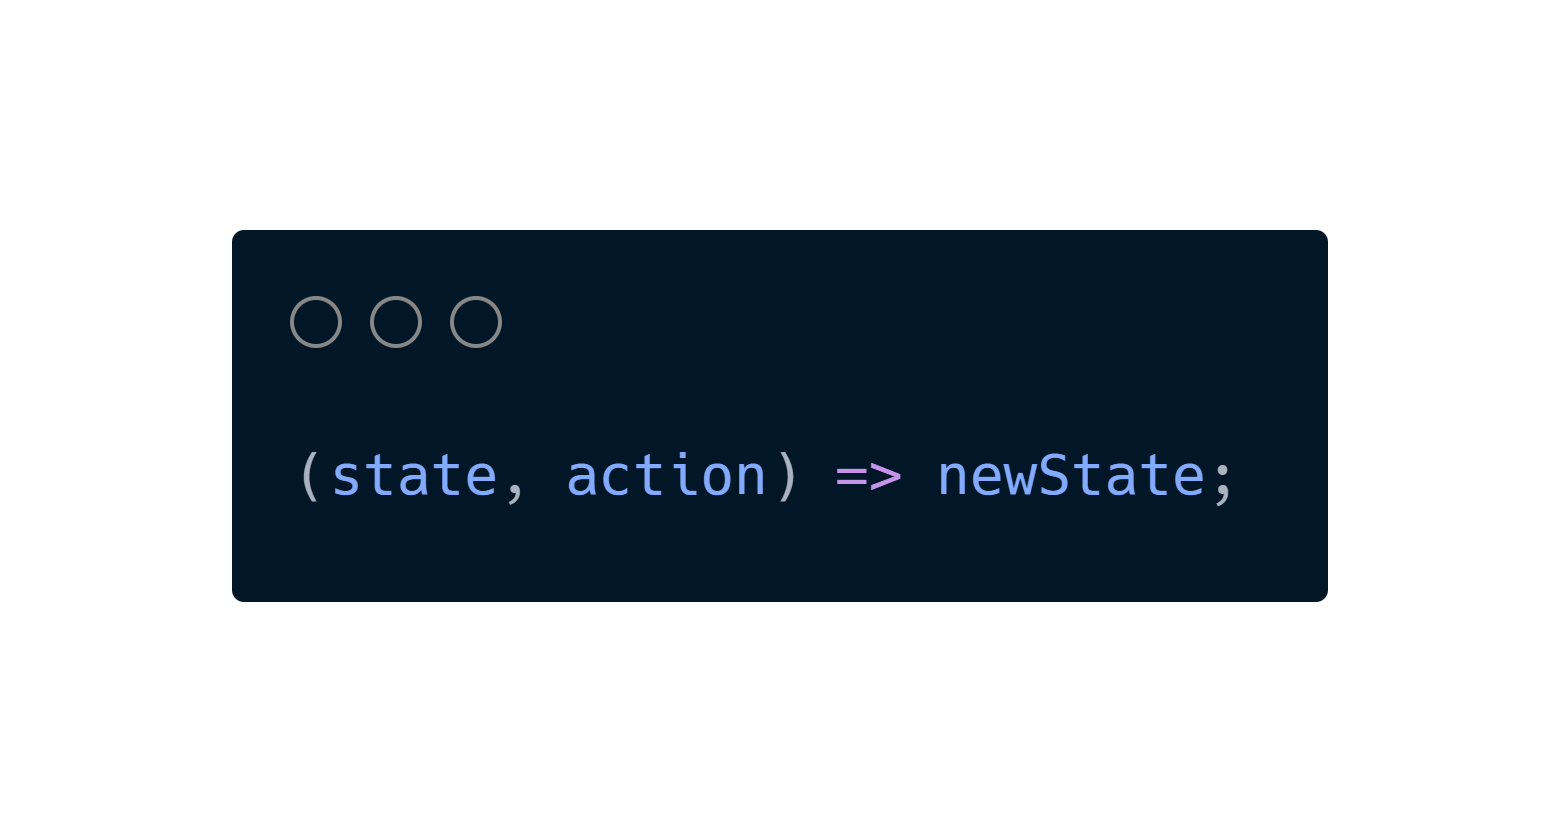 (state, action) => newState;